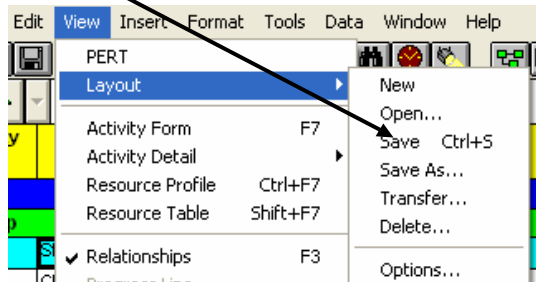 Edit View Insert Format Tools Data Window Help
PERT
Layout
New
Open...
Activity Form F7
Save Ctrl+S
Activity Detail
Save As...
Resource Profile Ctrl+F7
Transfer...
Resource Table Shift+F7
Delete...
Relationships F3
Options...